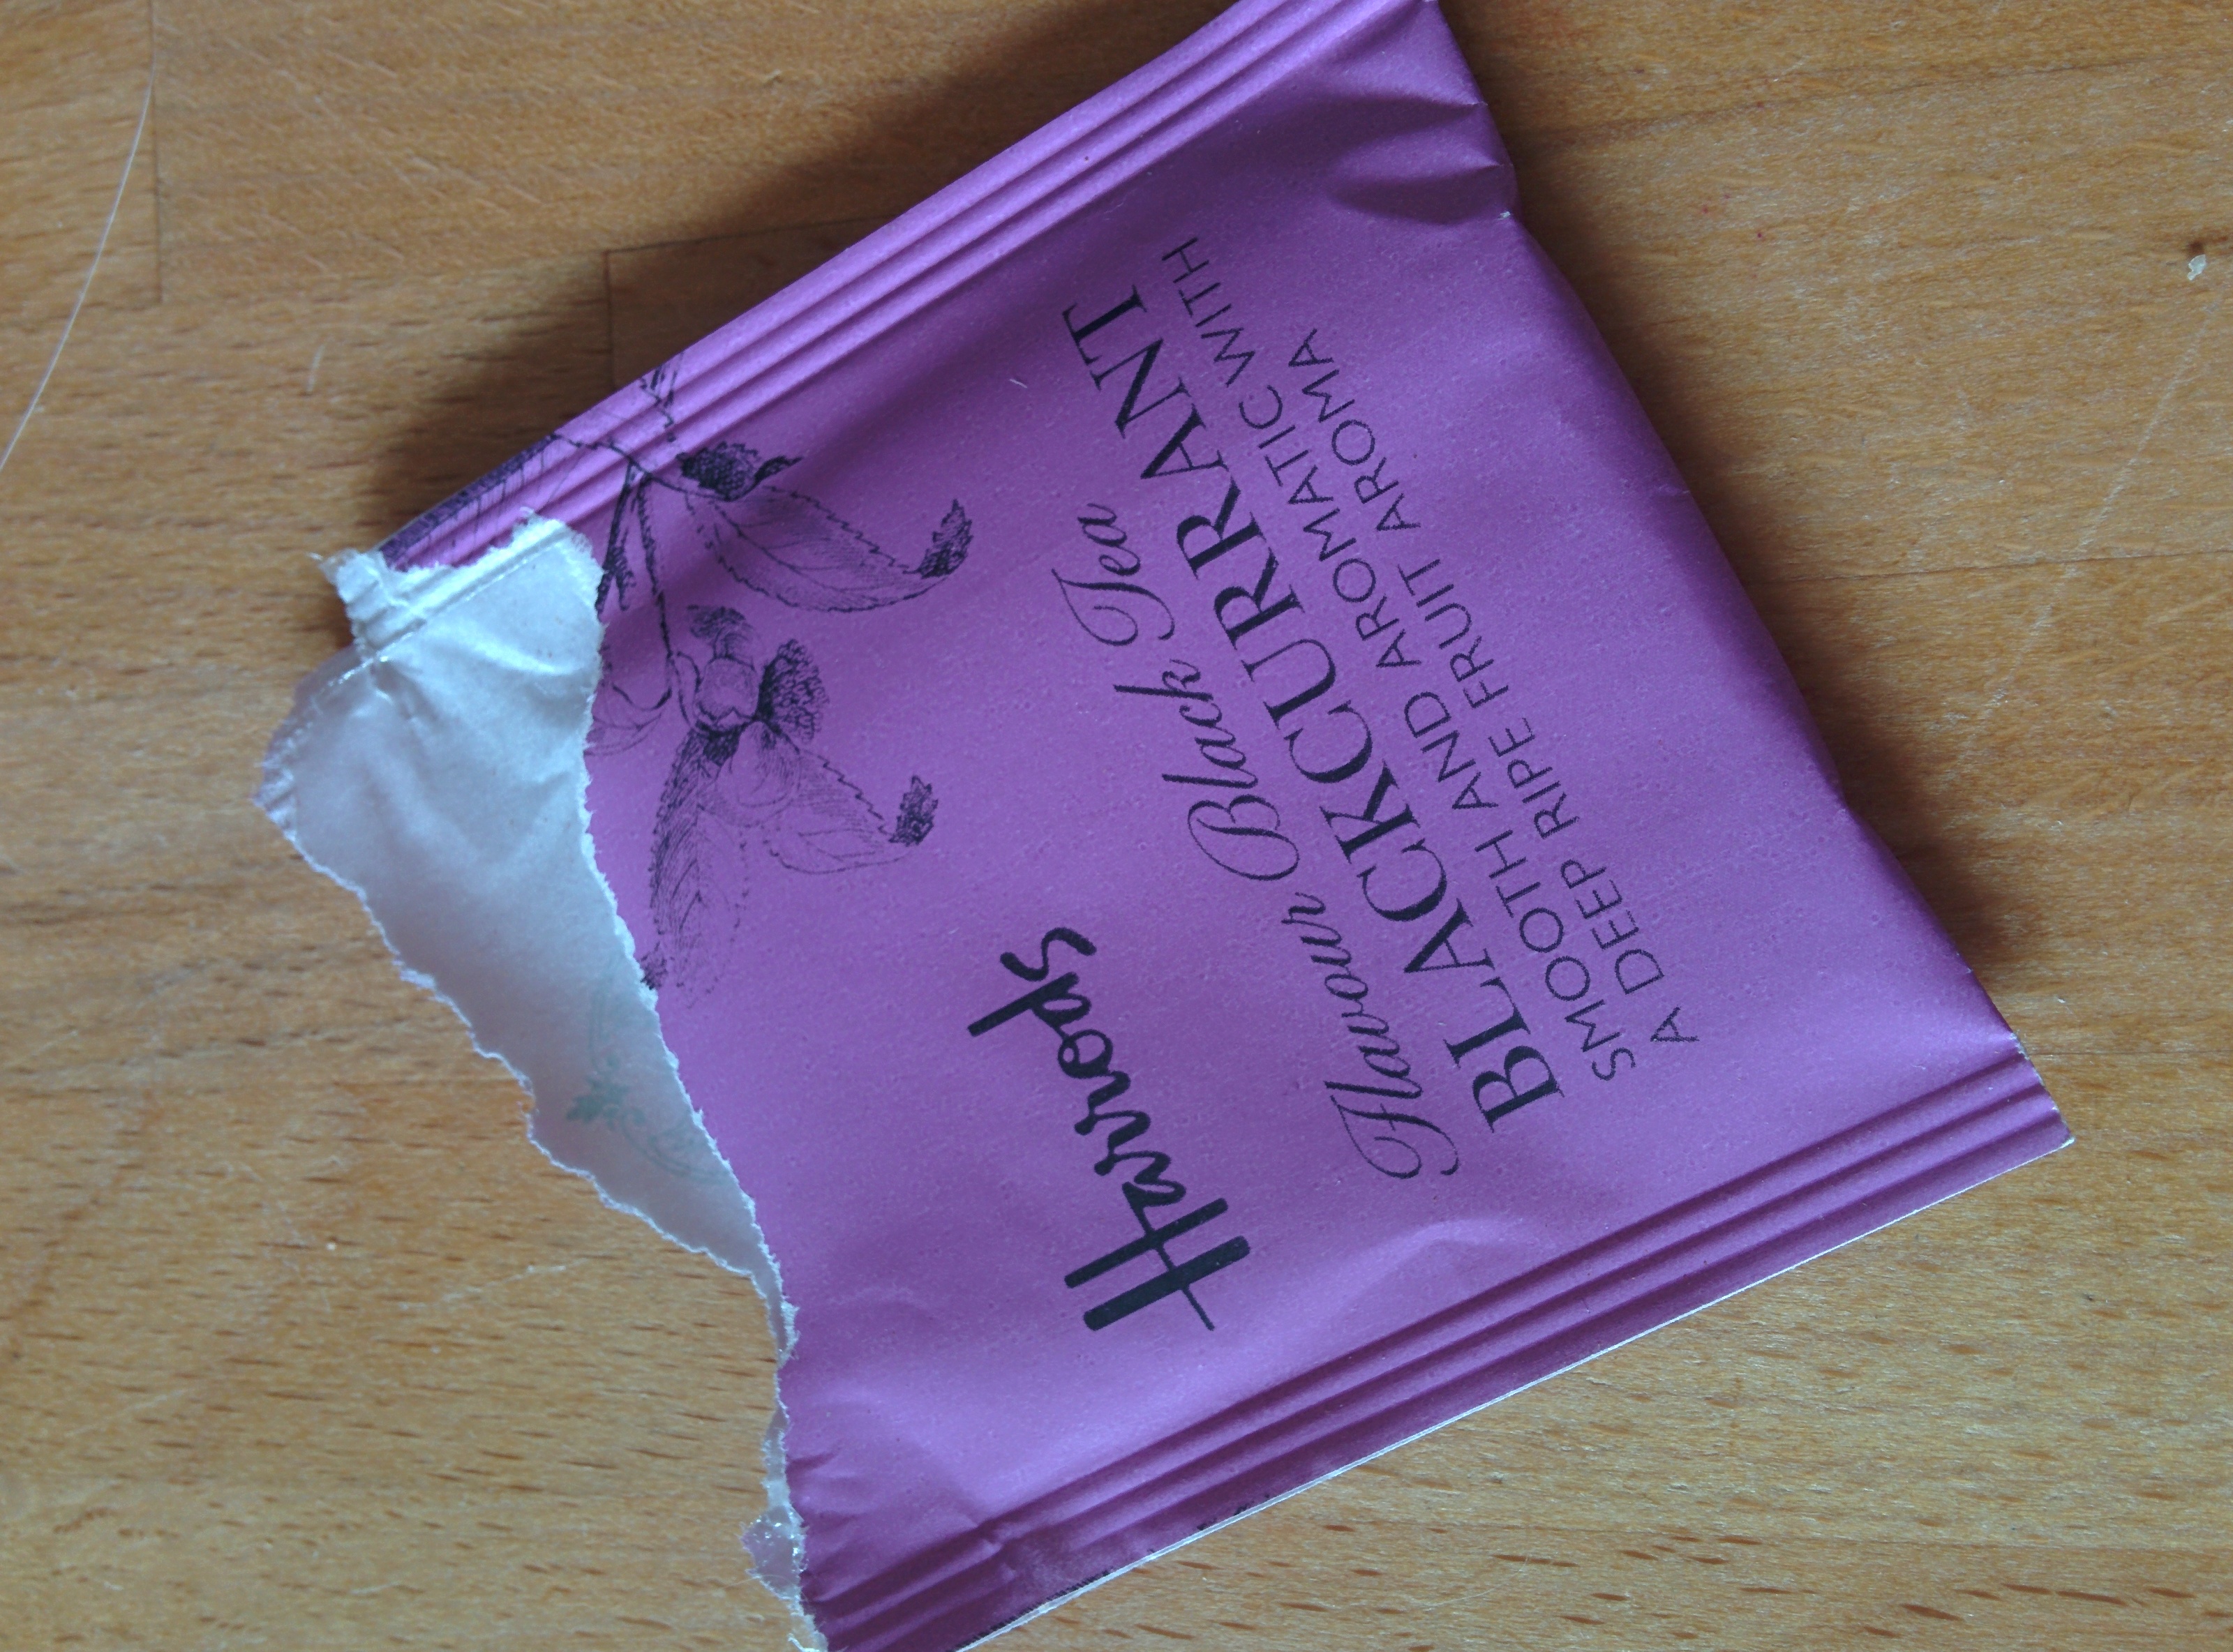 Harrods
Flavour Black Tea
BLACKCURRANT
SMOOTH AND AROMATIC WITH
A DEEP RIPE FRUIT AROMA